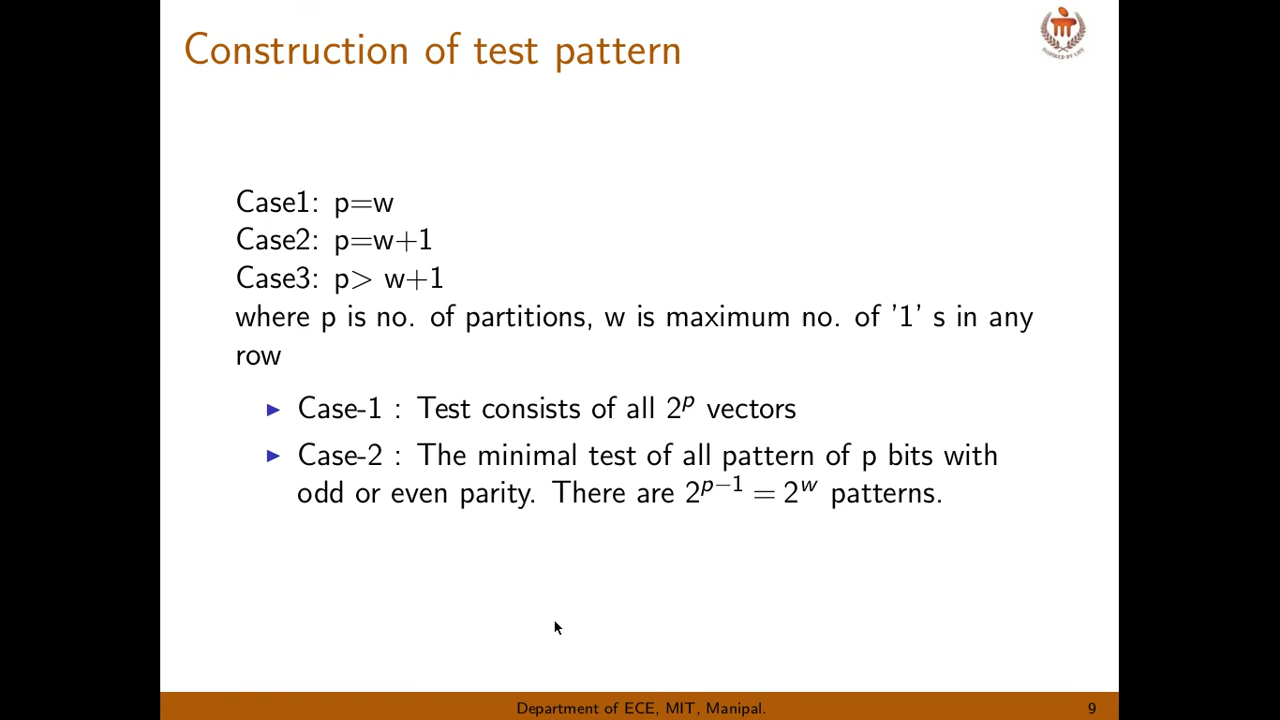 Construction of test pattern
INSPIRED BY LIFE
Case1: p=w
Case2: p=w+1
Case3: p> w+1
where p is no. of partitions, w is maximum no. of '1' s in any
row
▶ Case-1 : Test consists of all 2^p vectors
▶ Case-2 : The minimal test of all pattern of p bits with
odd or even parity. There are 2^{p−1} = 2^w patterns.
Department of ECE, MIT, Manipal.
9